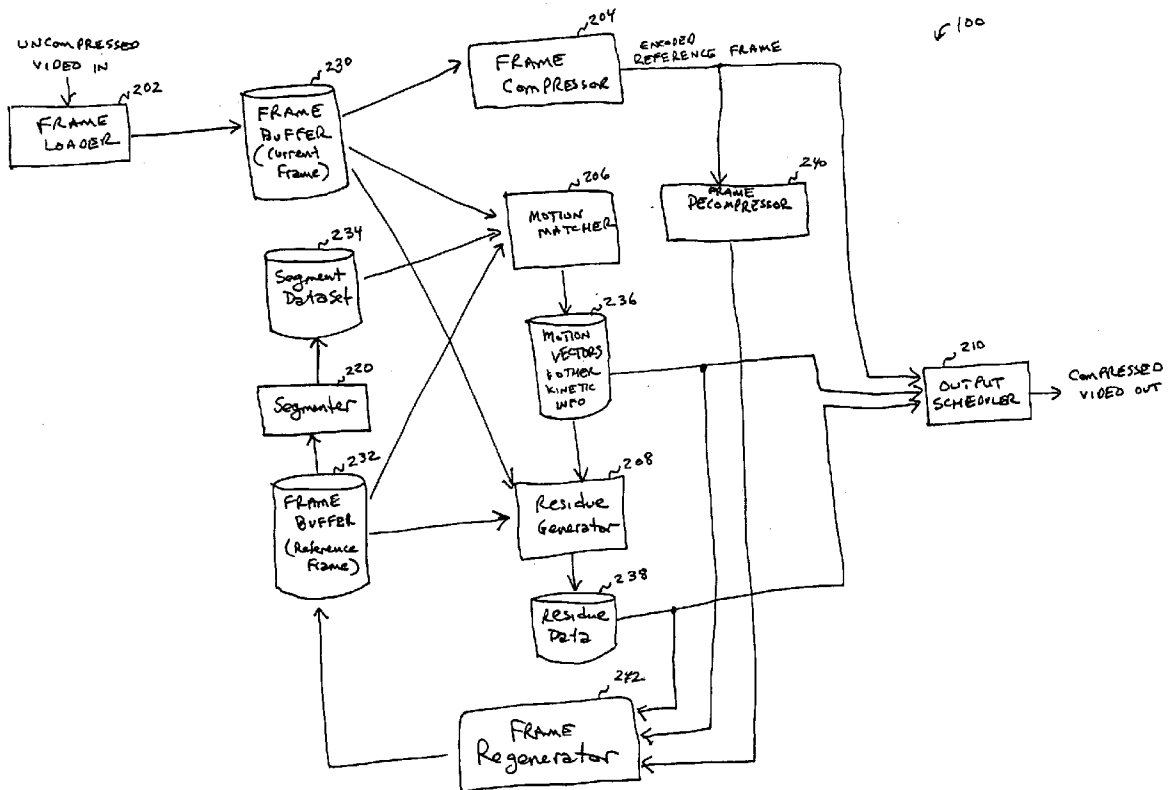 100
UNCOMPRESSED
VIDEO IN
202
FRAME
LOADER
230
FRAME
BUFFER
(Current
Frame)
204
FRAME
COMPRESSOR
ENCODED
REFERENCE FRAME
240
FRAME
DECOMPRESSOR
206
MOTION
MATCHER
234
Segment
DataSet
236
MOTION
VECTORS
& OTHER
KINETIC
INFO
220
Segmenter
210
OUTPUT
SCHEDULER
COMPRESSED
VIDEO OUT
232
FRAME
BUFFER
(Reference
Frame)
208
Residue
Generator
238
Residue
Data
242
FRAME
Regenerator